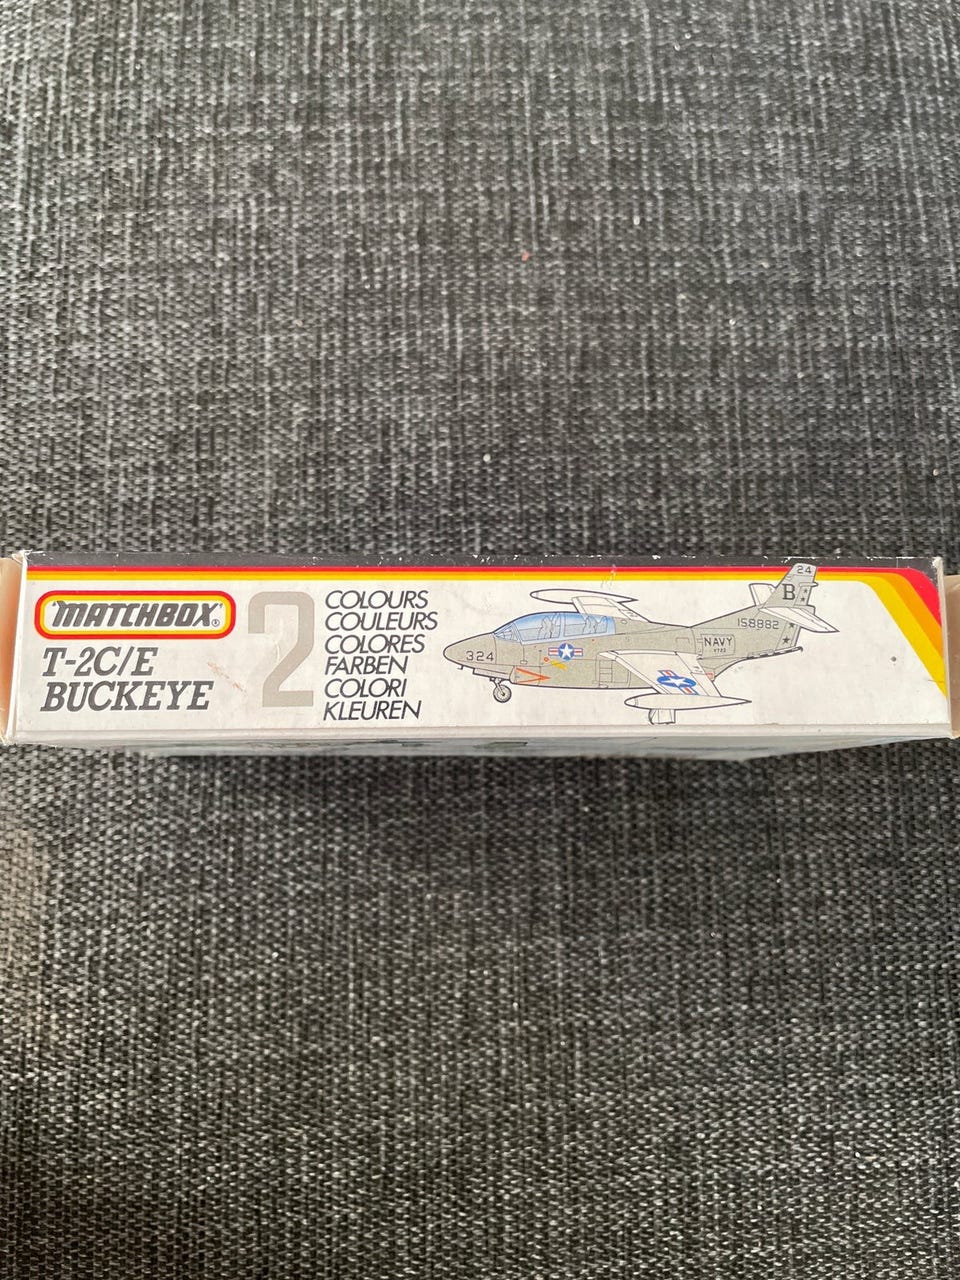 MATCHBOX®
T-2C/E
BUCKEYE
2
COLOURS
COULEURS
COLORES
FARBEN
COLORI
KLEUREN
324
NAVY
158882
B
24